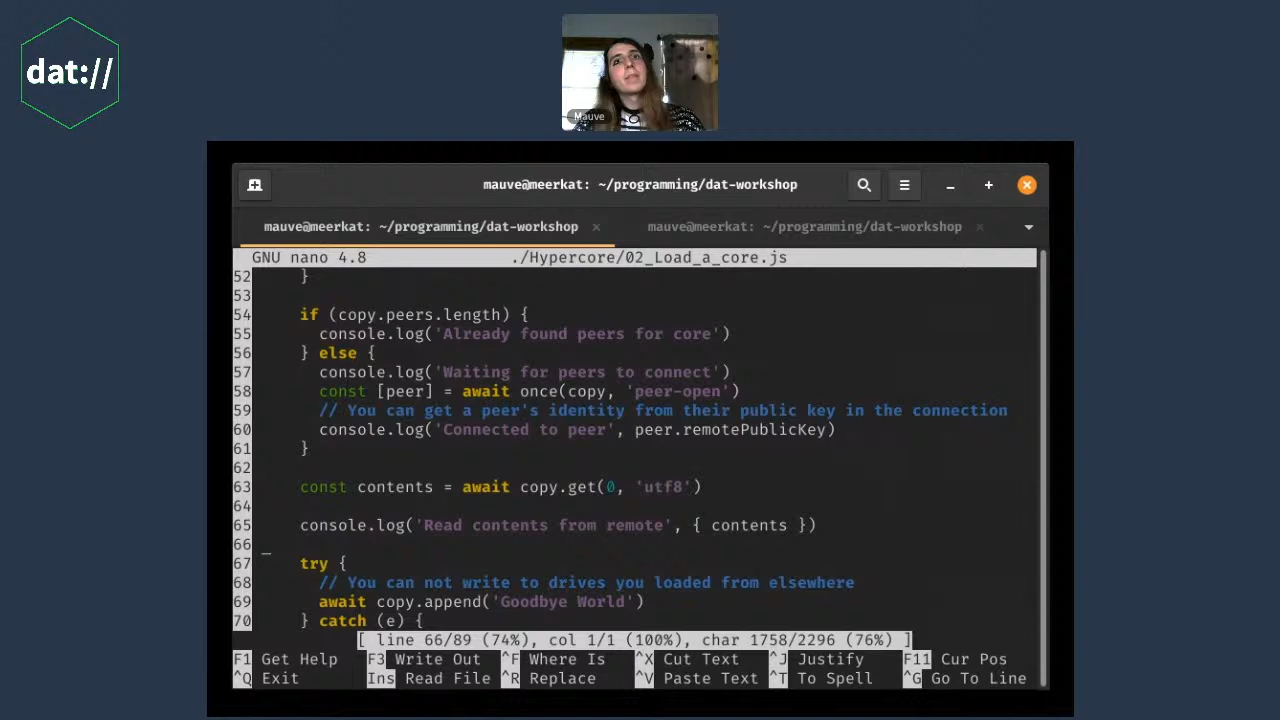 dat://
Mauve
mauve@meerkat: ~/programming/dat-workshop
mauve@meerkat: ~/programming/dat-workshop ×
mauve@meerkat: ~/programming/dat-workshop ×
GNU nano 4.8 ./Hypercore/02_Load_a_core.js
52 }
53
54 if (copy.peers.length) {
55 console.log('Already found peers for core')
56 } else {
57 console.log('Waiting for peers to connect')
58 const [peer] = await once(copy, 'peer-open')
59 // You can get a peer's identity from their public key in the connection
60 console.log('Connected to peer', peer.remotePublicKey)
61 }
62
63 const contents = await copy.get(0, 'utf8')
64
65 console.log('Read contents from remote', { contents })
66
67 try {
68 // You can not write to drives you loaded from elsewhere
69 await copy.append('Goodbye World')
70 } catch (e) {
[ line 66/89 (74%), col 1/1 (100%), char 1758/2296 (76%) ]
F1 Get Help F3 Write Out ^F Where Is ^X Cut Text ^J Justify F11 Cur Pos
^Q Exit Ins Read File ^R Replace ^V Paste Text ^T To Spell ^G Go To Line